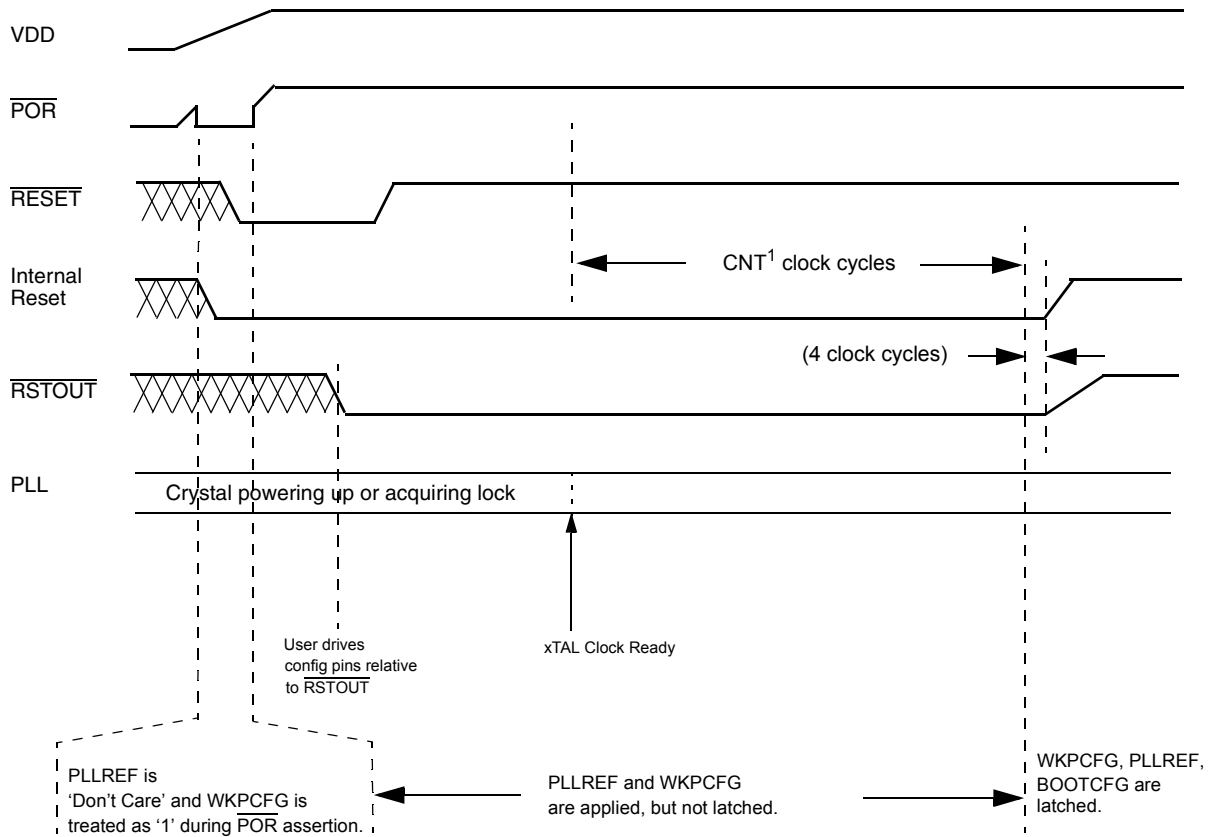 VDD
POR
RESET
CNT1 clock cycles
Internal
Reset
(4 clock cycles)
RSTOUT
PLL
Crystal powering up or acquiring lock
User drives
config pins relative
to RSTOUT
xTAL Clock Ready
PLLREF is
‘Don’t Care’ and WKPCFG is
treated as ‘1’ during POR assertion.
PLLREF and WKPCFG
are applied, but not latched.
WKPCFG, PLLREF,
BOOTCFG are
latched.